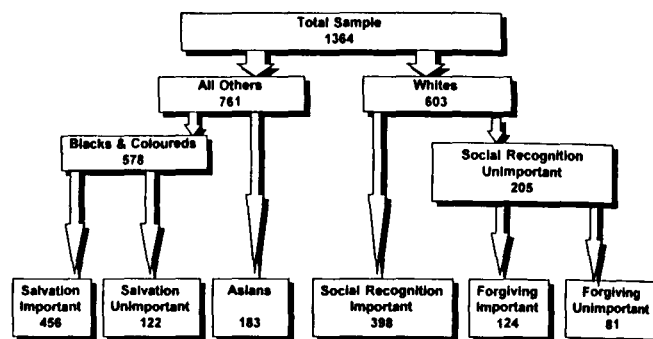 Total Sample
1364
All Others
761
Whites
603
Blacks & Coloureds
578
Social Recognition
Unimportant
205
Salvation
Important
456
Salvation
Unimportant
122
Asians
183
Social Recognition
Important
398
Forgiving
Important
124
Forgiving
Unimportant
81